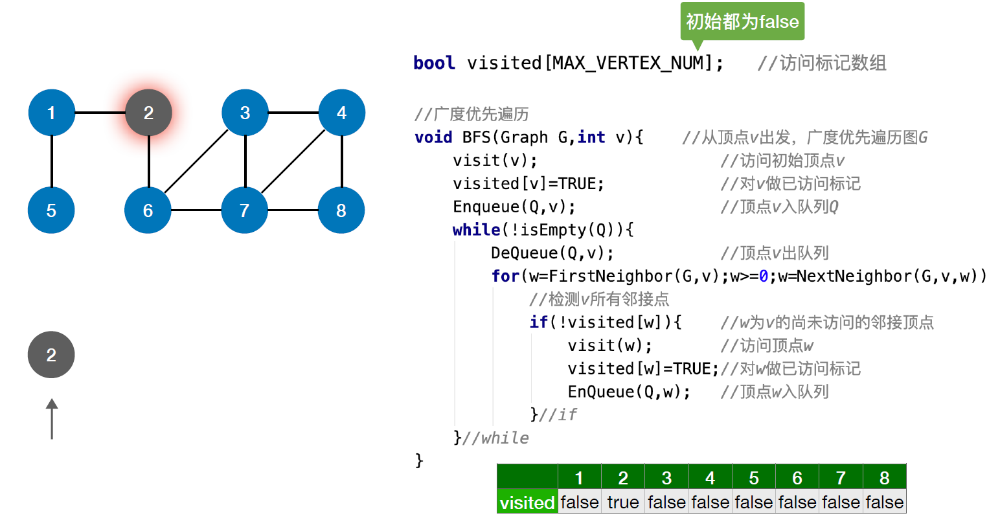 初始都为false
bool visited[MAX_VERTEX_NUM]; //访问标记数组
//广度优先遍历
void BFS(Graph G,int v){ //从顶点v出发，广度优先遍历图G
visit(v); //访问初始顶点v
visited[v]=TRUE; //对v做已访问标记
Enqueue(Q,v); //顶点v入队列Q
while(!isEmpty(Q)){
DeQueue(Q,v); //顶点v出队列
for(w=FirstNeighbor(G,v);w>=0;w=NextNeighbor(G,v,w))
//检测v所有邻接点
if(!visited[w]){ //w为v的尚未访问的邻接顶点
visit(w); //访问顶点w
visited[w]=TRUE;//对w做已访问标记
EnQueue(Q,w); //顶点w入队列
}//if
}//while
}
1 2 3 4
5 6 7 8
2
1 2 3 4 5 6 7 8
visited false true false false false false false false